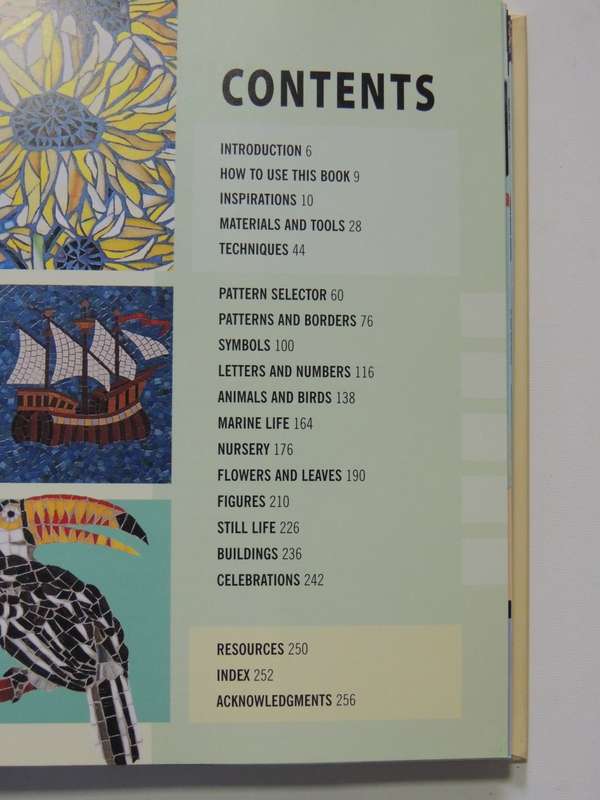 CONTENTS
INTRODUCTION 6
HOW TO USE THIS BOOK 9
INSPIRATIONS 10
MATERIALS AND TOOLS 28
TECHNIQUES 44
PATTERN SELECTOR 60
PATTERNS AND BORDERS 76
SYMBOLS 100
LETTERS AND NUMBERS 116
ANIMALS AND BIRDS 138
MARINE LIFE 164
NURSERY 176
FLOWERS AND LEAVES 190
FIGURES 210
STILL LIFE 226
BUILDINGS 236
CELEBRATIONS 242
RESOURCES 250
INDEX 252
ACKNOWLEDGMENTS 256